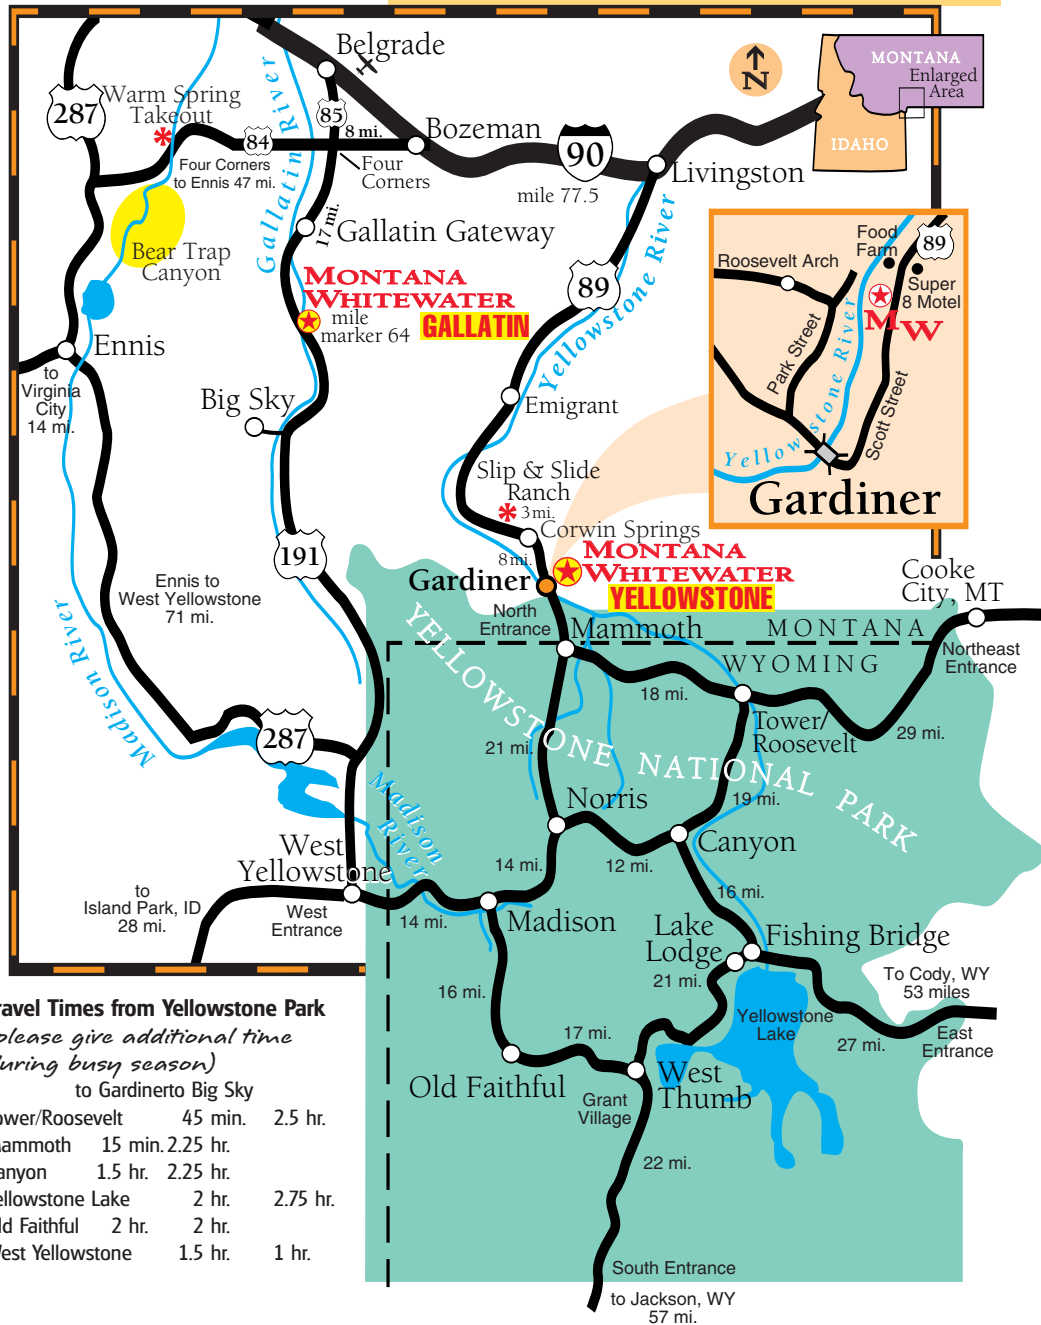 Belgrade
287
Warm Spring
Takeout
85
8 mi.
84
Four Corners
to Ennis 47 mi.
Four
Corners
Bozeman
90
mile 77.5
Livingston
N
MONTANA
Enlarged
Area
IDAHO
Gallatin River
17 mi.
Gallatin Gateway
Bear Trap
Canyon
MONTANA
WHITEWATER
mile
marker 64
GALLATIN
89
Yellowstone River
Food
Farm
89
Roosevelt Arch
Super
8 Motel
M W
Park Street
Yellowstone River
Scott Street
Gardiner
Ennis
to
Virginia
City
14 mi.
Big Sky
Emigrant
Slip & Slide
Ranch
3 mi.
Corwin Springs
8 mi.
191
Gardiner
MONTANA
WHITEWATER
YELLOWSTONE
North
Entrance
Cooke
City, MT
Ennis to
West Yellowstone
71 mi.
Madison River
Mammoth
MONTANA
WYOMING
Northeast
Entrance
YELLOWSTONE NATIONAL PARK
18 mi.
Tower/
Roosevelt
29 mi.
287
21 mi.
19 mi.
Madison
River
Norris
Canyon
West
Yellowstone
14 mi.
12 mi.
16 mi.
to
Island Park, ID
28 mi.
West
Entrance
14 mi.
Madison
Lake
Lodge
Fishing Bridge
16 mi.
21 mi.
To Cody, WY
53 miles
Yellowstone
Lake
27 mi.
East
Entrance
17 mi.
Old Faithful
West
Thumb
Grant
Village
22 mi.
South Entrance
to Jackson, WY
57 mi.
ravel Times from Yellowstone Park
please give additional time
uring busy season)
to Gardinerto Big Sky
ower/Roosevelt 45 min. 2.5 hr.
ammoth 15 min. 2.25 hr.
anyon 1.5 hr. 2.25 hr.
ellowstone Lake 2 hr. 2.75 hr.
ld Faithful 2 hr. 2 hr.
est Yellowstone 1.5 hr. 1 hr.